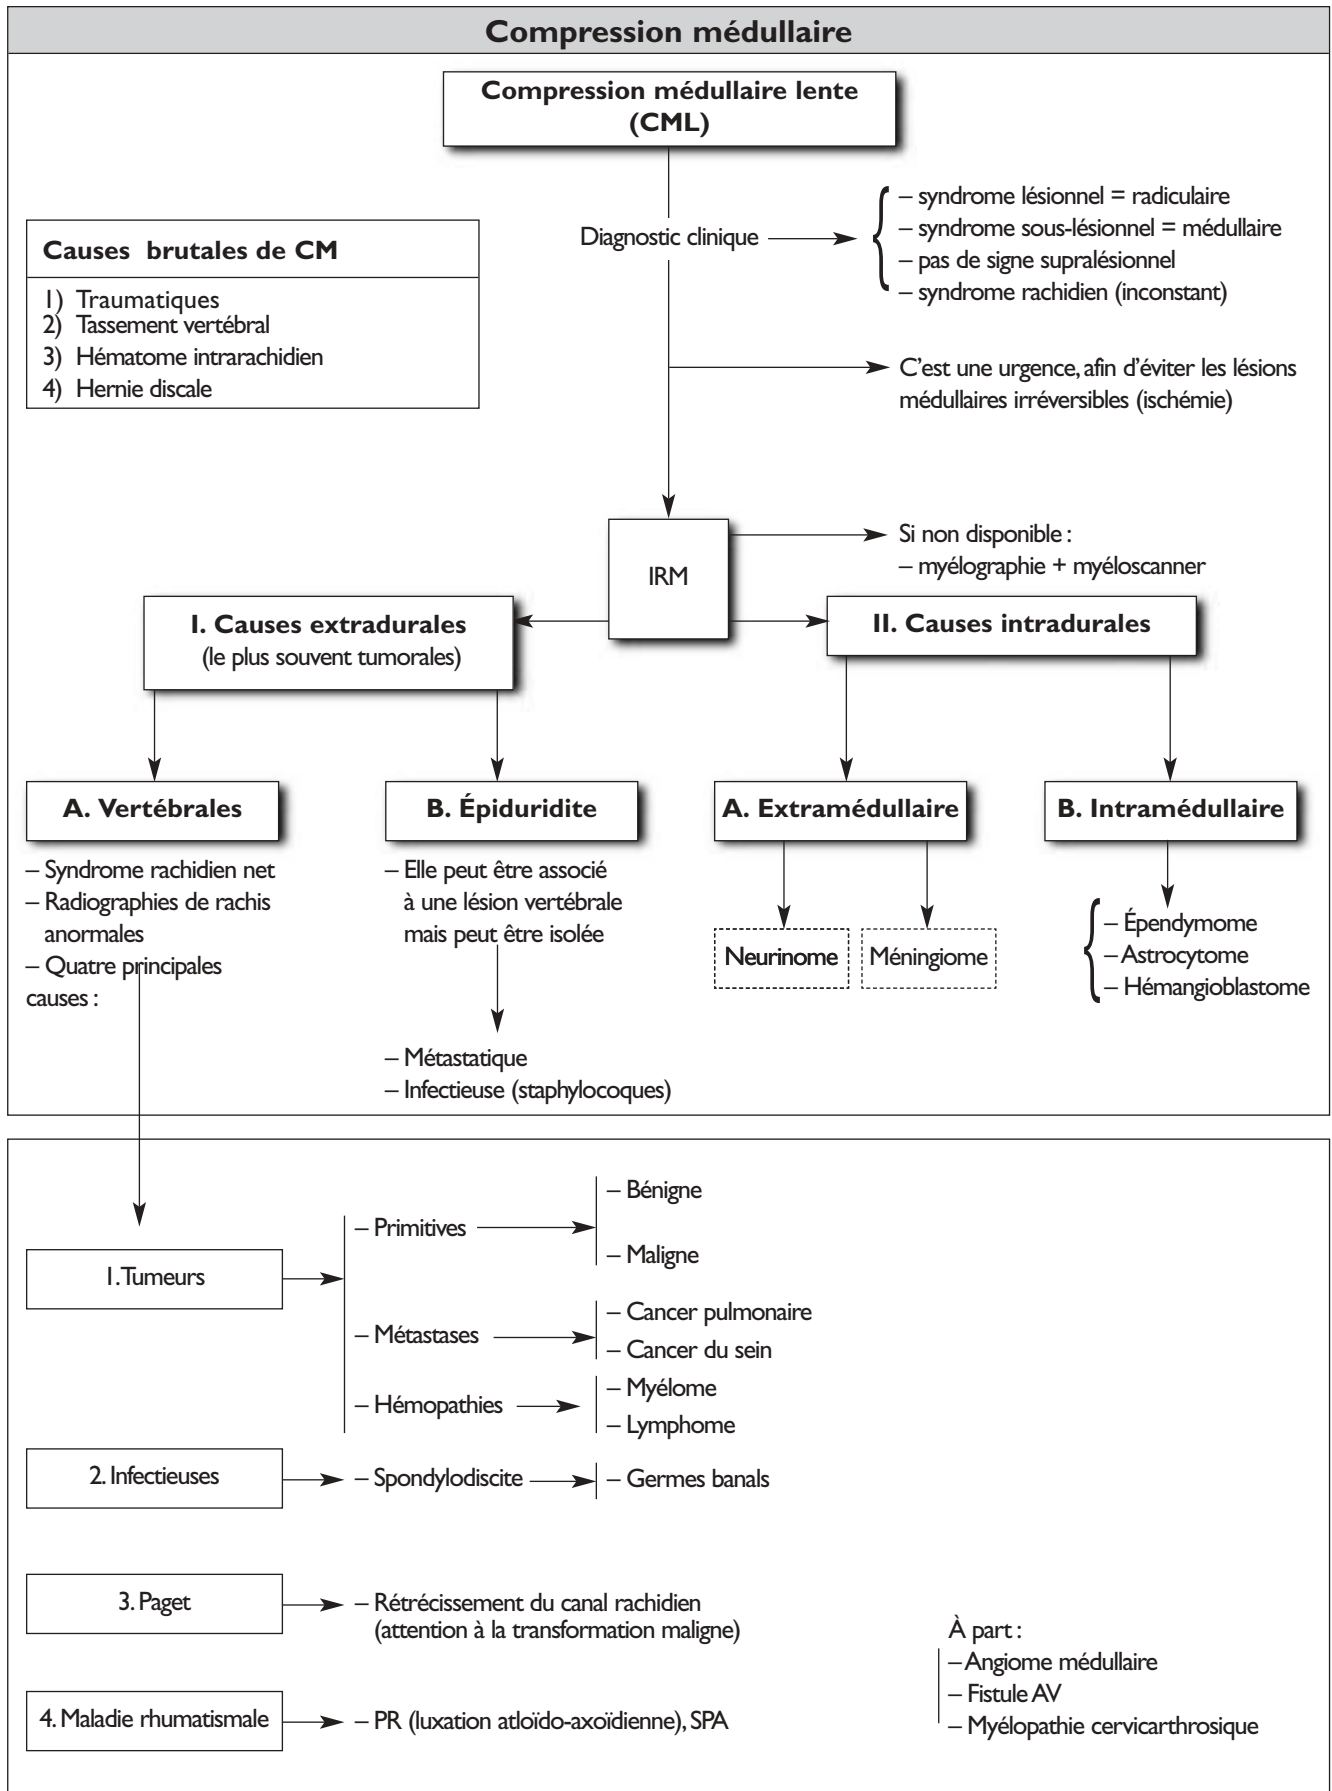 Compression médullaire
Compression médullaire lente
(CML)
Diagnostic clinique
– syndrome lésionnel = radiculaire
– syndrome sous-lésionnel = médullaire
– pas de signe supralésionnel
– syndrome rachidien (inconstant)
Causes brutales de CM
1) Traumatiques
2) Tassement vertébral
3) Hématome intrarachidien
4) Hernie discale
C’est une urgence, afin d’éviter les lésions
médullaires irréversibles (ischémie)
IRM
Si non disponible :
– myélographie + myéloscanner
I. Causes extradurales
(le plus souvent tumorales)
II. Causes intradurales
A. Vertébrales
– Syndrome rachidien net
– Radiographies de rachis
anormales
– Quatre principales
causes :
B. Épiduridite
– Elle peut être associé
à une lésion vertébrale
mais peut être isolée
– Métastatique
– Infectieuse (staphylocoques)
A. Extramédullaire
Neurinome
Méningiome
B. Intramédullaire
– Épendymome
– Astrocytome
– Hémangioblastome
1. Tumeurs
– Primitives
– Bénigne
– Maligne
– Métastases
– Cancer pulmonaire
– Cancer du sein
– Hémopathies
– Myélome
– Lymphome
2. Infectieuses
– Spondylodiscite
– Germes banals
3. Paget
– Rétrécissement du canal rachidien
(attention à la transformation maligne)
4. Maladie rhumatismale
– PR (luxation atloïdo-axoïdienne), SPA
À part :
– Angiome médullaire
– Fistule AV
– Myélopathie cervicarthrosique